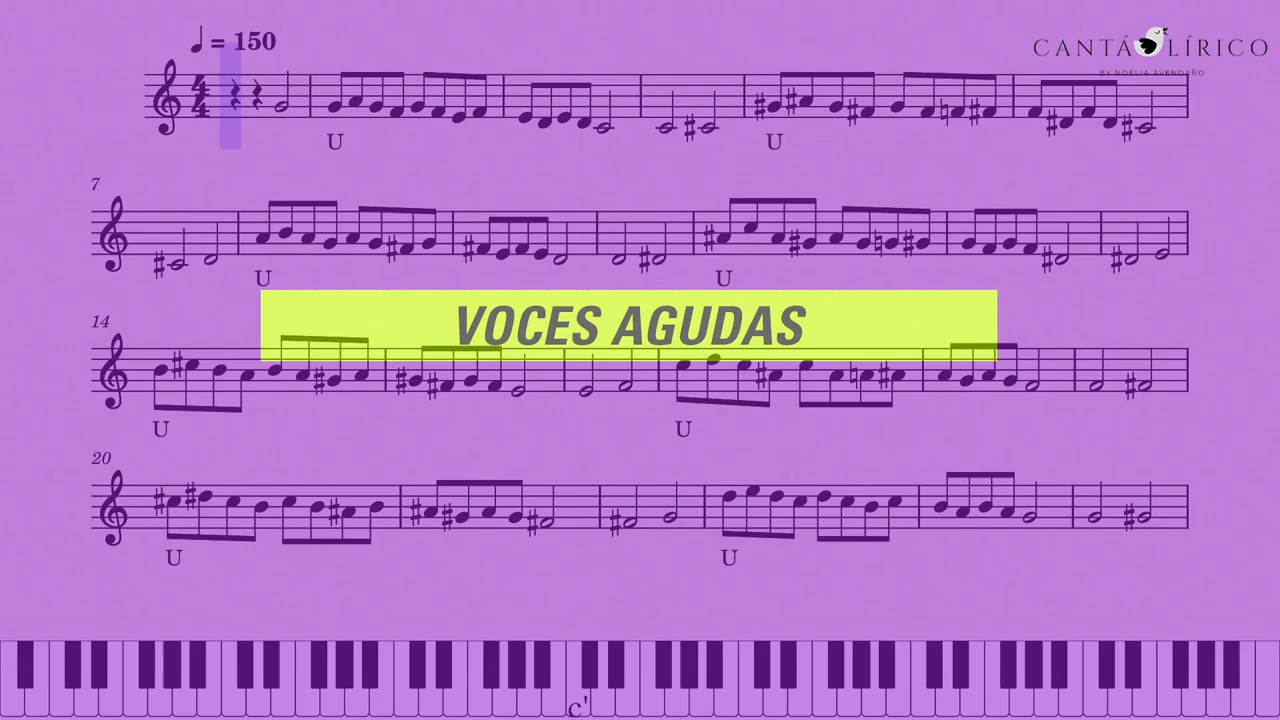 ♩ = 150
CANTÁ LÍRICO
BY NOELIA AVENDAÑO
U
U
7
U
U
VOCES AGUDAS
14
U
U
20
U
U
c'